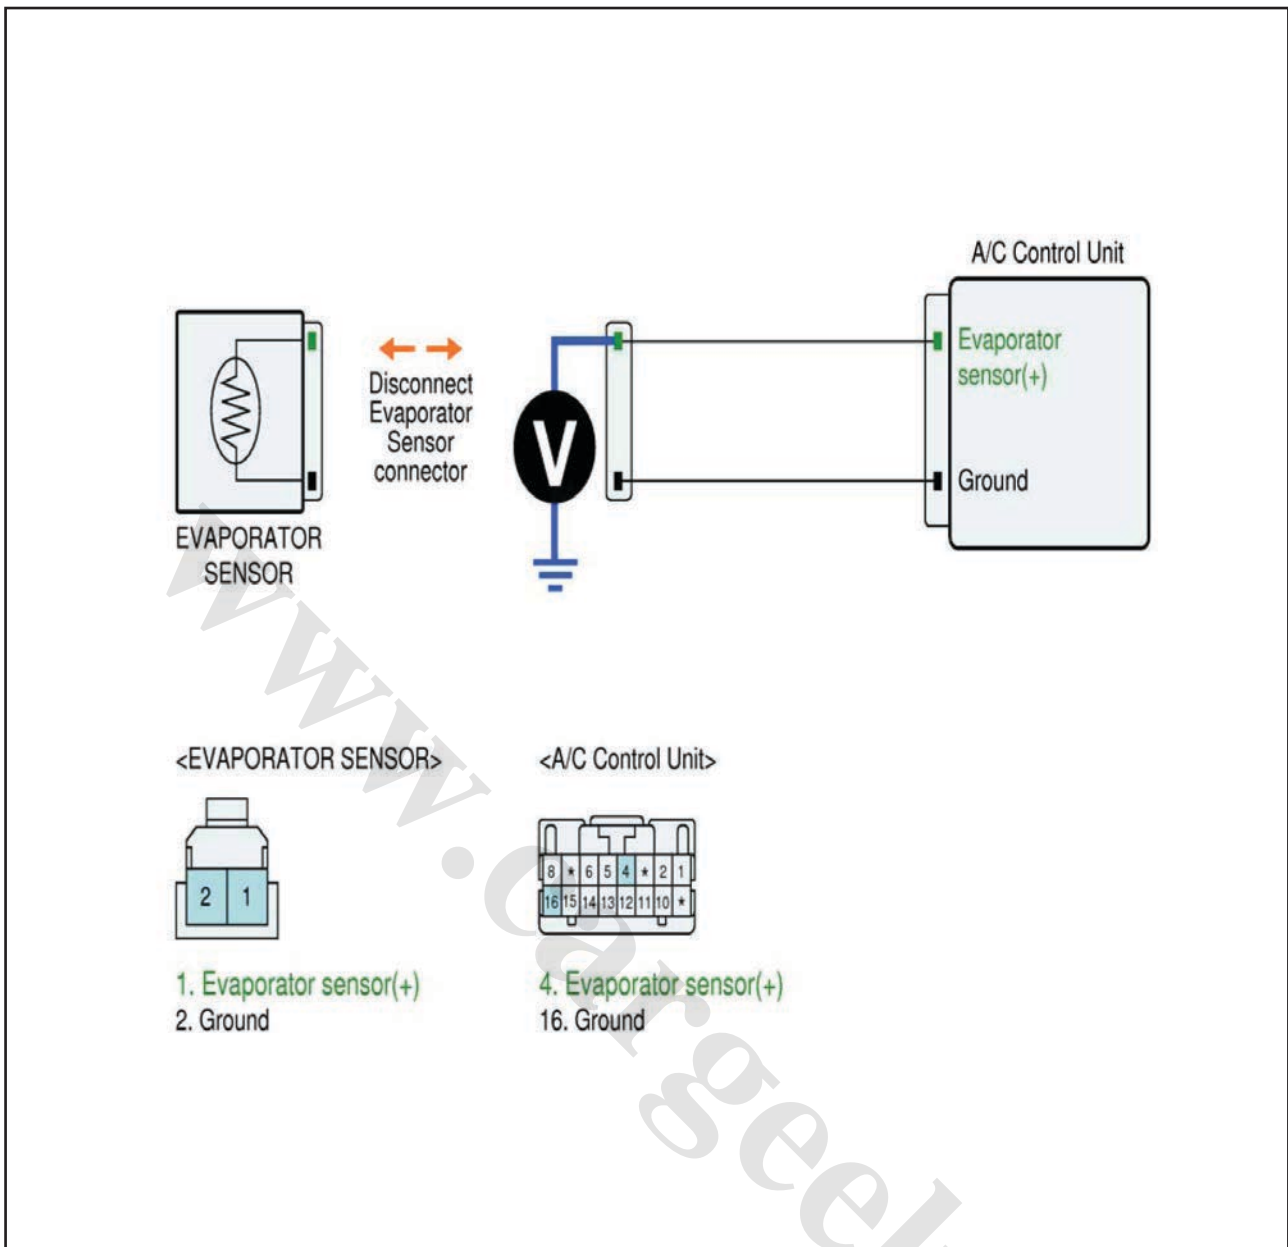 A/C Control Unit
Evaporator
sensor(+)
Ground
Disconnect
Evaporator
Sensor
connector
V
EVAPORATOR
SENSOR
<EVAPORATOR SENSOR>
2 1
1. Evaporator sensor(+)
2. Ground
<A/C Control Unit>
8 * 6 5 4 * 2 1
16 15 14 13 12 11 10 *
4. Evaporator sensor(+)
16. Ground
www.cargeek